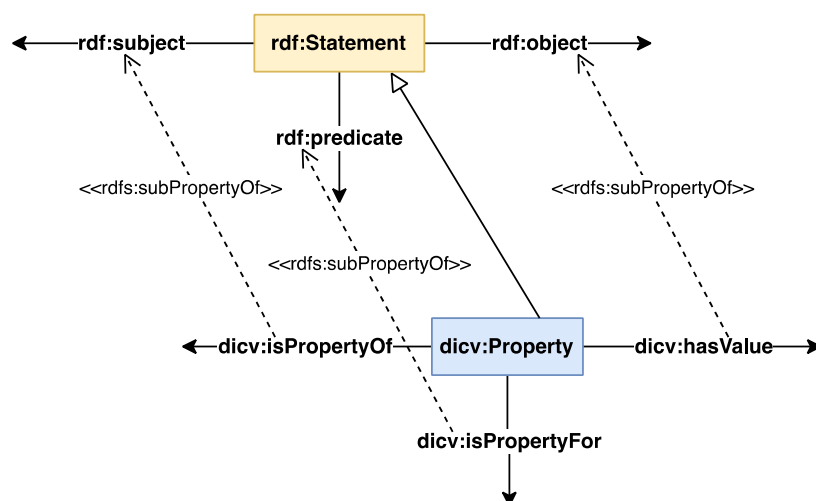 rdf:subject
rdf:Statement
rdf:object
rdf:predicate
<<rdfs:subPropertyOf>>
<<rdfs:subPropertyOf>>
<<rdfs:subPropertyOf>>
dicv:isPropertyOf
dicv:Property
dicv:hasValue
dicv:isPropertyFor